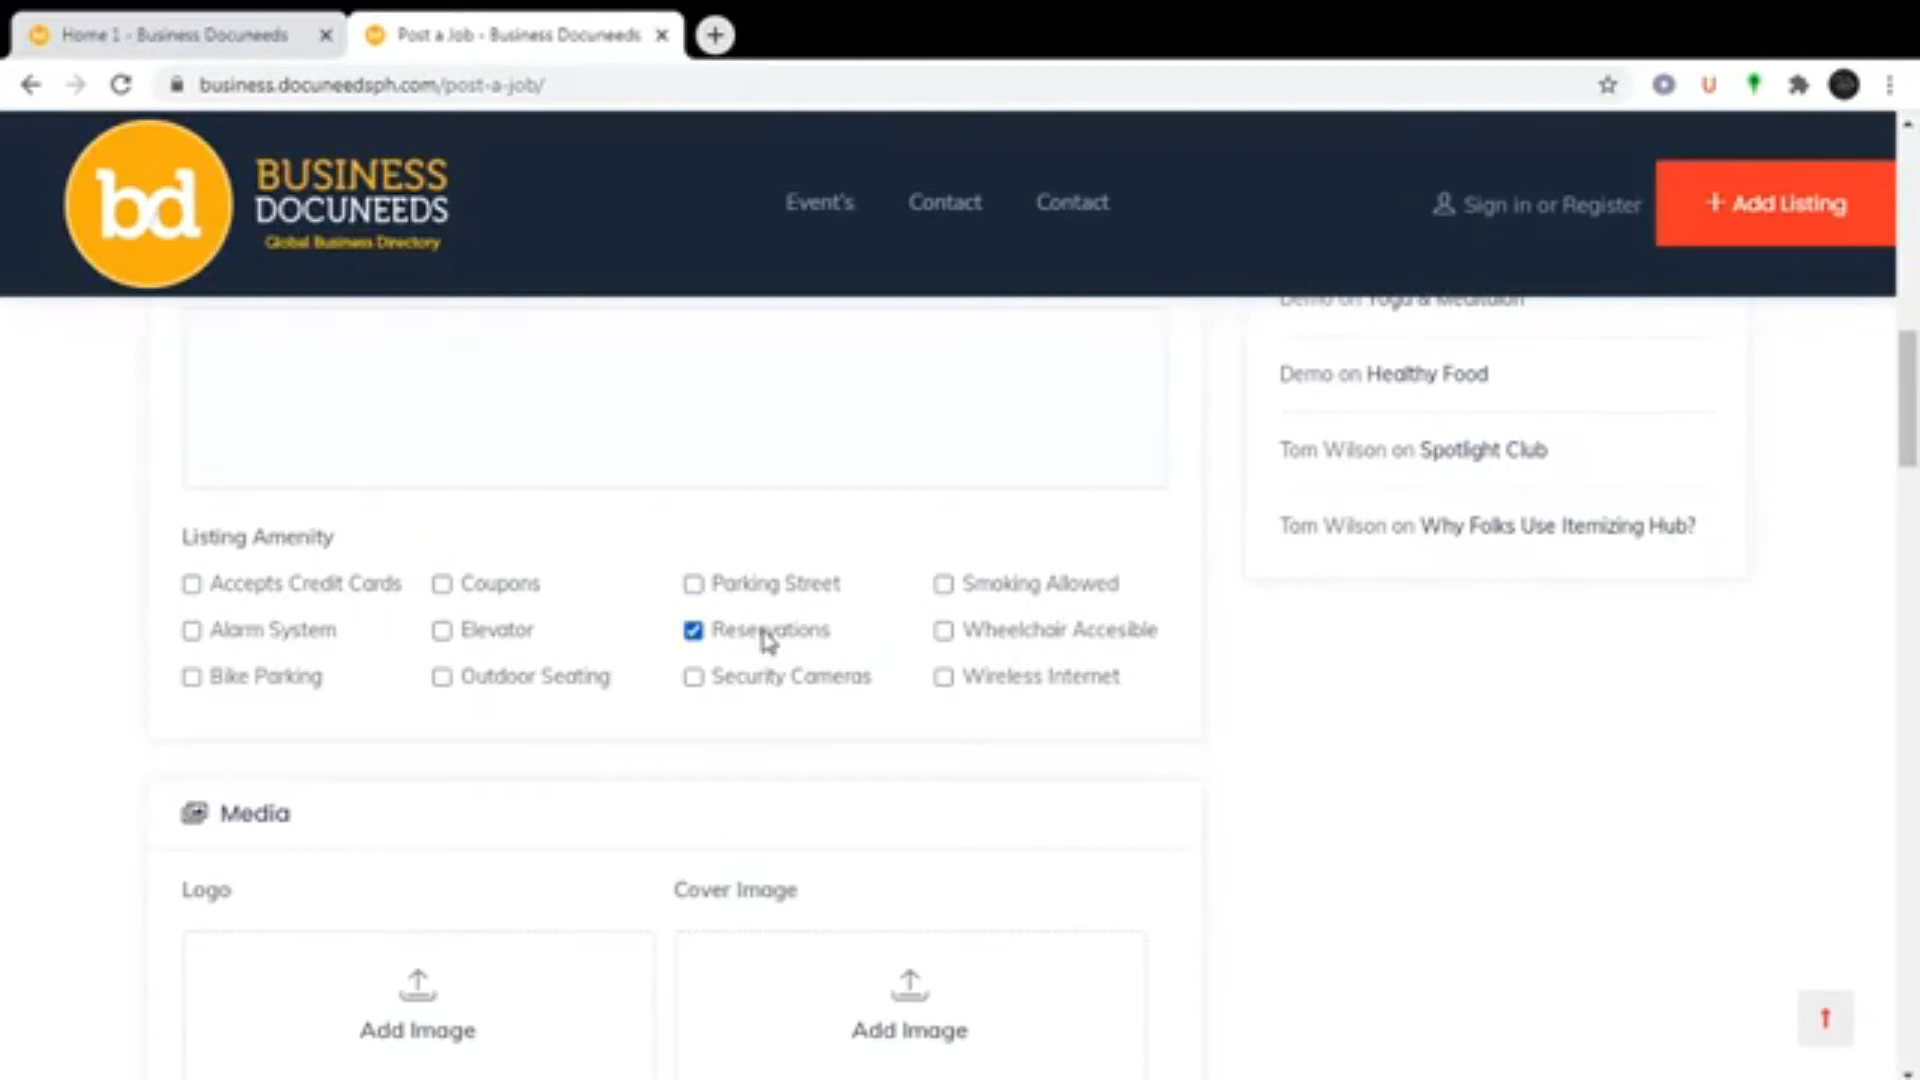 Home 1 - Business Docuneeds
Post a Job - Business Docuneeds
business.docuneedsph.com/post-a-job/
bd
BUSINESS
DOCUNEEDS
Global Business Directory
Event's
Contact
Contact
Sign in or Register
+ Add Listing
Demo on Yoga & Meditation
Demo on Healthy Food
Tom Wilson on Spotlight Club
Tom Wilson on Why Folks Use Itemizing Hub?
Listing Amenity
Accepts Credit Cards
Coupons
Parking Street
Smoking Allowed
Alarm System
Elevator
Reservations
Wheelchair Accesible
Bike Parking
Outdoor Seating
Security Cameras
Wireless Internet
Media
Logo
Cover Image
Add Image
Add Image